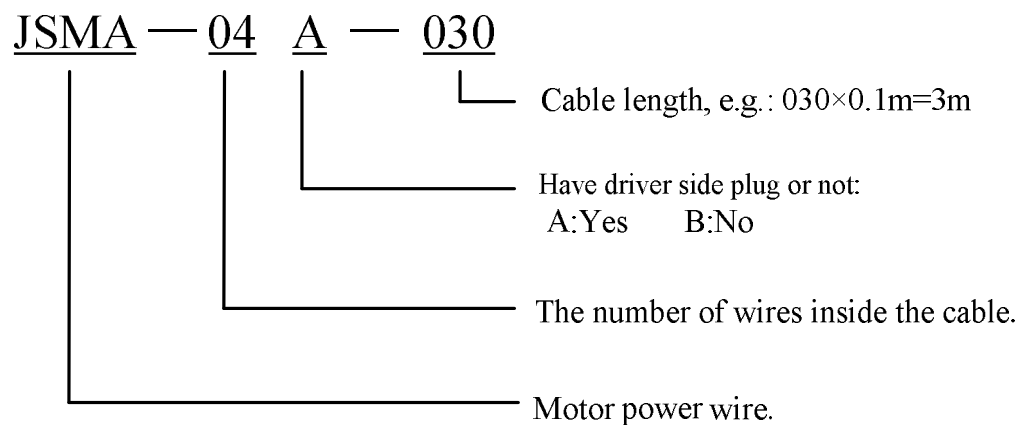 JSMA — 04 A — 030
Cable length, e.g.: 030×0.1m=3m
Have driver side plug or not:
A:Yes B:No
The number of wires inside the cable.
Motor power wire.